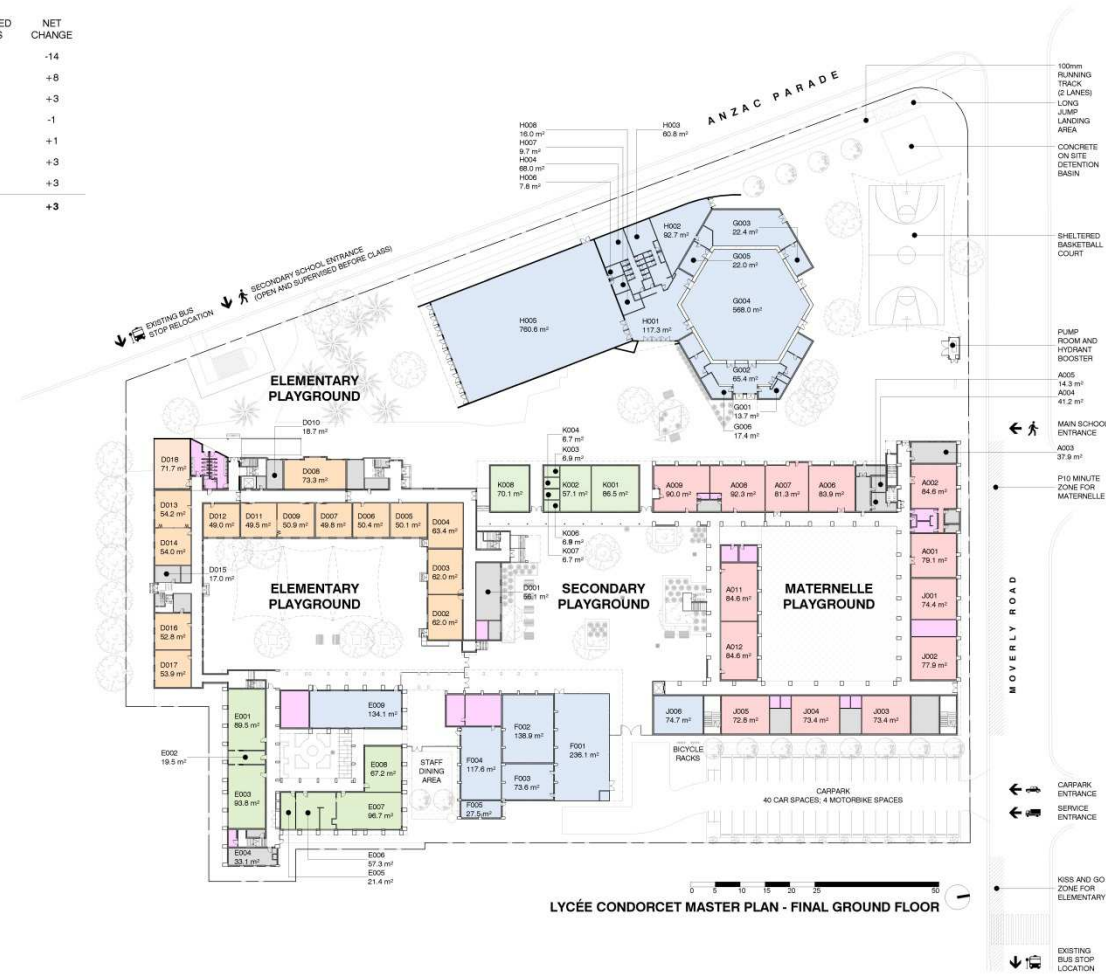 NET
CHANGE
-14
+8
+3
-1
+1
+3
+3
+3
ANZAC PARADE
100mm
RUNNING
TRACK
(2 LANES)
LONG
JUMP
LANDING
AREA
CONCRETE
ON SITE
DETENTION
BASIN
SHELTERED
BASKETBALL
COURT
PUMP
ROOM AND
HYDRANT
BOOSTER
A005
14.3 m²
A004
41.2 m²
MAIN SCHOOL
ENTRANCE
A003
37.9 m²
P10 MINUTE
ZONE FOR
MATERNELLE
MOVERLY ROAD
CARPARK
ENTRANCE
SERVICE
ENTRANCE
KISS AND GO
ZONE FOR
ELEMENTARY
EXISTING
BUS STOP
LOCATION
H008
16.0 m²
H007
9.7 m²
H004
68.0 m²
H006
7.8 m²
H003
60.8 m²
H002
92.7 m²
G003
22.4 m²
G005
22.0 m²
G004
568.0 m²
H005
760.6 m²
H001
117.3 m²
G002
65.4 m²
G001
13.7 m²
G006
17.4 m²
SECONDARY SCHOOL ENTRANCE
(OPEN AND SUPERVISED BEFORE CLASS)
EXISTING BUS
STOP RELOCATION
ELEMENTARY
PLAYGROUND
D010
18.7 m²
D018
71.7 m²
D008
73.3 m²
D013
54.2 m²
D012
49.0 m²
D011
49.5 m²
D009
50.9 m²
D007
49.8 m²
D006
50.4 m²
D005
50.1 m²
D004
63.4 m²
D014
54.0 m²
D015
17.0 m²
D003
62.0 m²
D002
62.0 m²
D001
D016
52.8 m²
D017
53.9 m²
ELEMENTARY
PLAYGROUND
K004
6.7 m²
K003
6.9 m²
K008
70.1 m²
K002
57.1 m²
K001
86.5 m²
K006
6.9 m²
K007
6.7 m²
SECONDARY
PLAYGROUND
A009
90.0 m²
A008
92.3 m²
A007
81.3 m²
A006
83.9 m²
A002
84.6 m²
A001
79.1 m²
A011
84.6 m²
A012
84.6 m²
MATERNELLE
PLAYGROUND
J001
74.4 m²
J002
77.9 m²
J006
74.7 m²
J005
72.8 m²
J004
73.4 m²
J003
73.4 m²
E001
89.5 m²
E002
19.5 m²
E003
93.8 m²
E004
33.1 m²
E009
134.1 m²
E008
67.2 m²
E007
96.7 m²
E006
57.3 m²
E005
21.4 m²
STAFF
DINING
AREA
F002
138.9 m²
F001
236.1 m²
F004
117.6 m²
F003
73.6 m²
F005
27.5 m²
BICYCLE
RACKS
CARPARK
40 CAR SPACES; 4 MOTORBIKE SPACES
0 5 10 15 20 25 50
LYCÉE CONDORCET MASTER PLAN - FINAL GROUND FLOOR